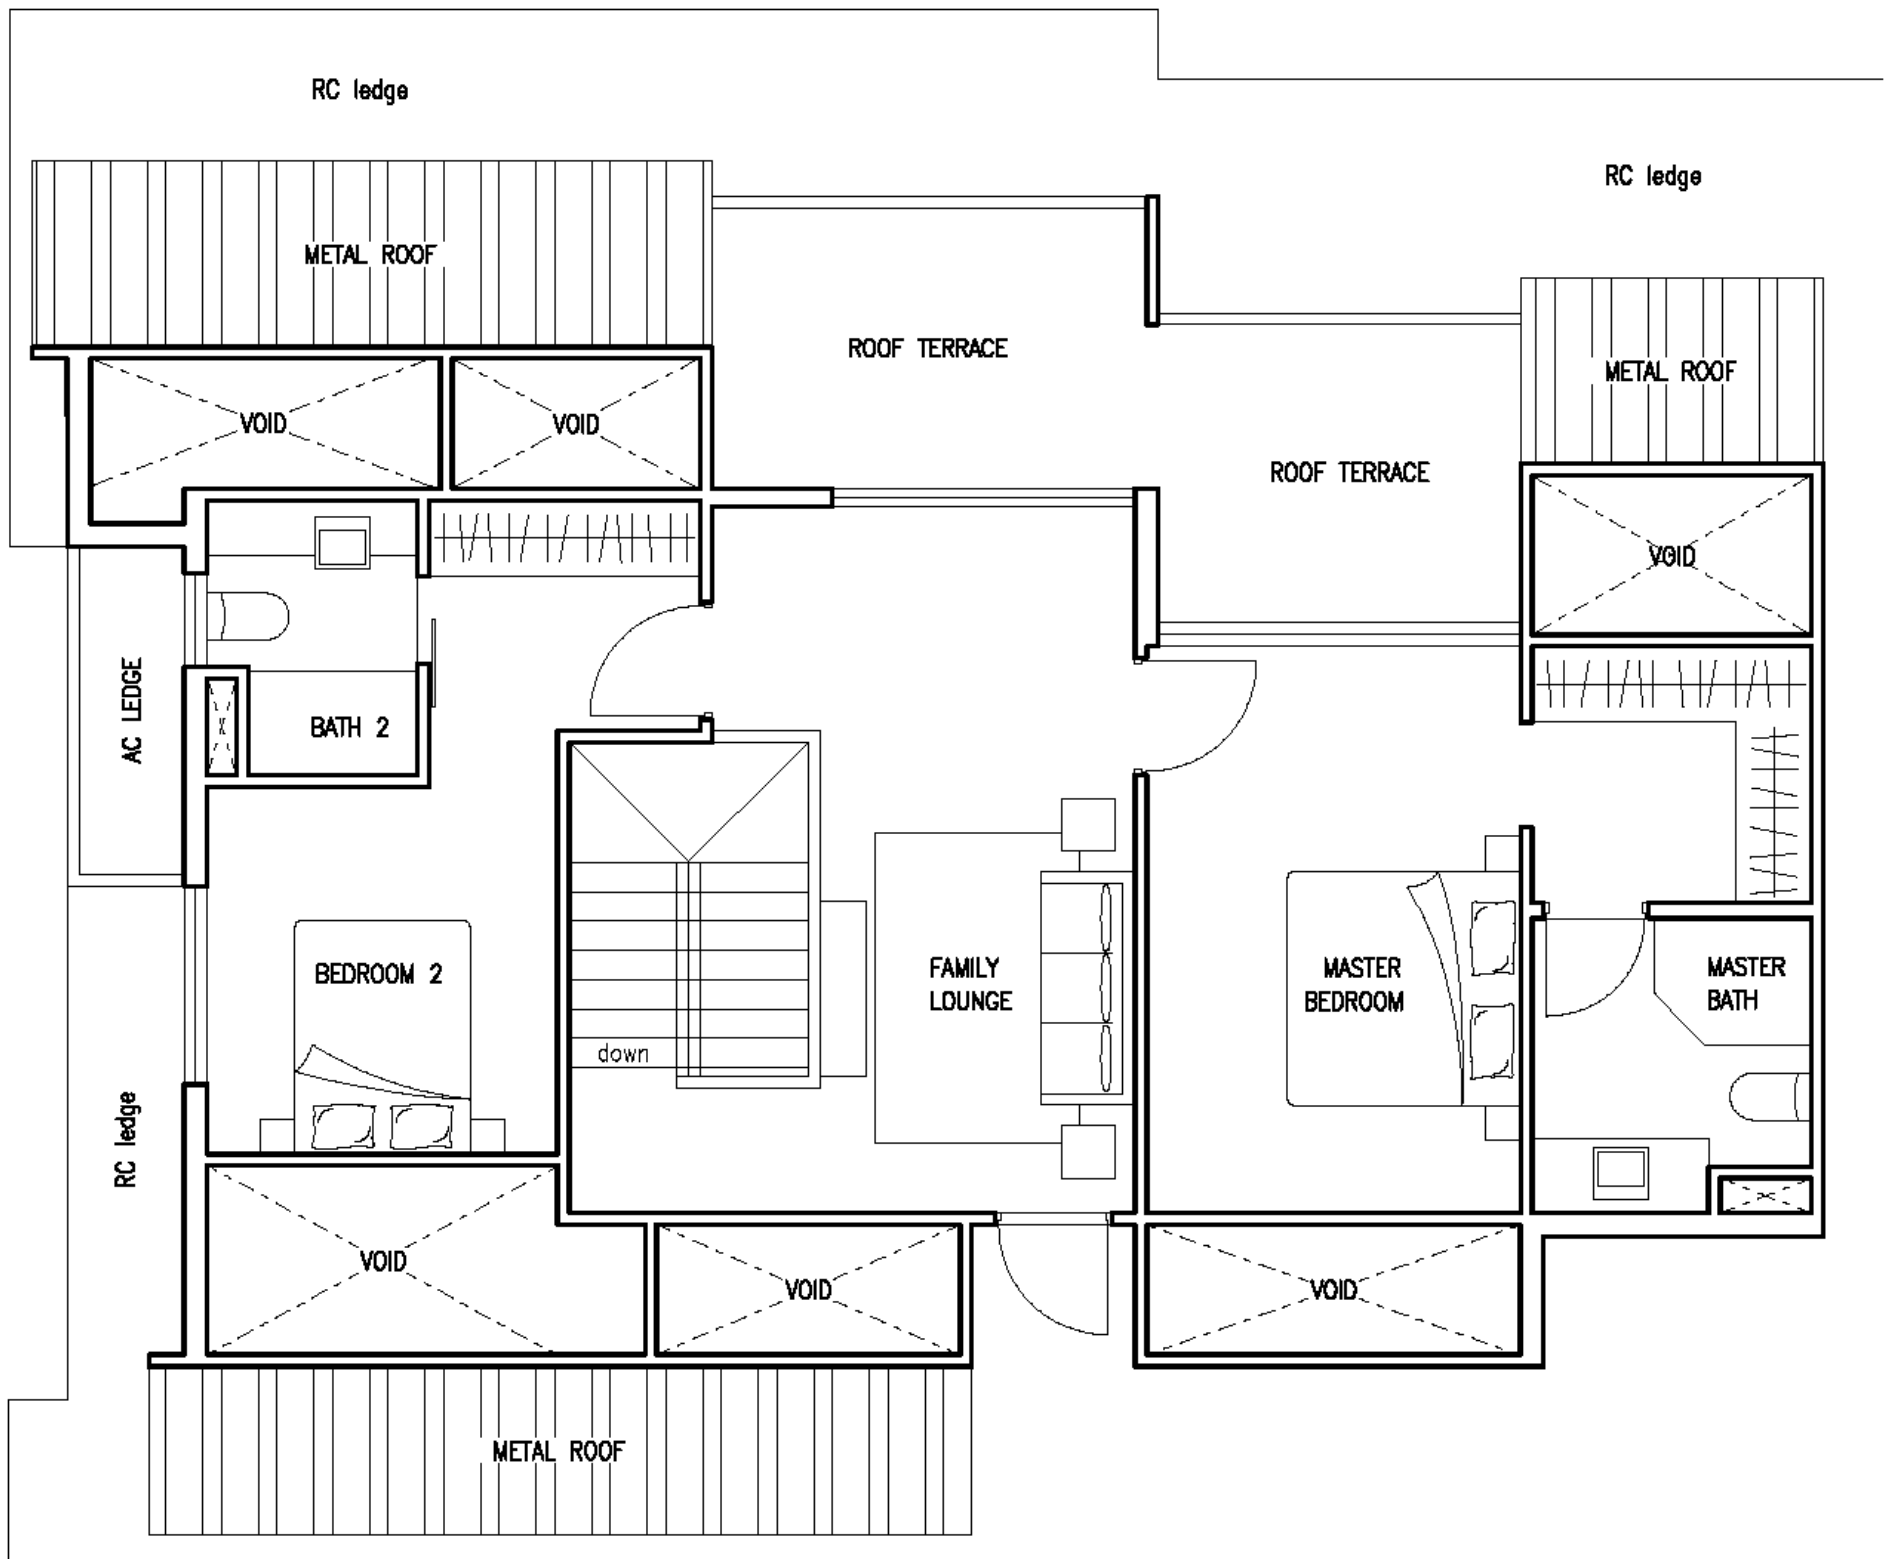 RC ledge
RC ledge
METAL ROOF
ROOF TERRACE
METAL ROOF
VOID
VOID
ROOF TERRACE
VOID
AC LEDGE
BATH 2
BEDROOM 2
FAMILY
LOUNGE
MASTER
BEDROOM
MASTER
BATH
down
RC ledge
VOID
VOID
VOID
METAL ROOF